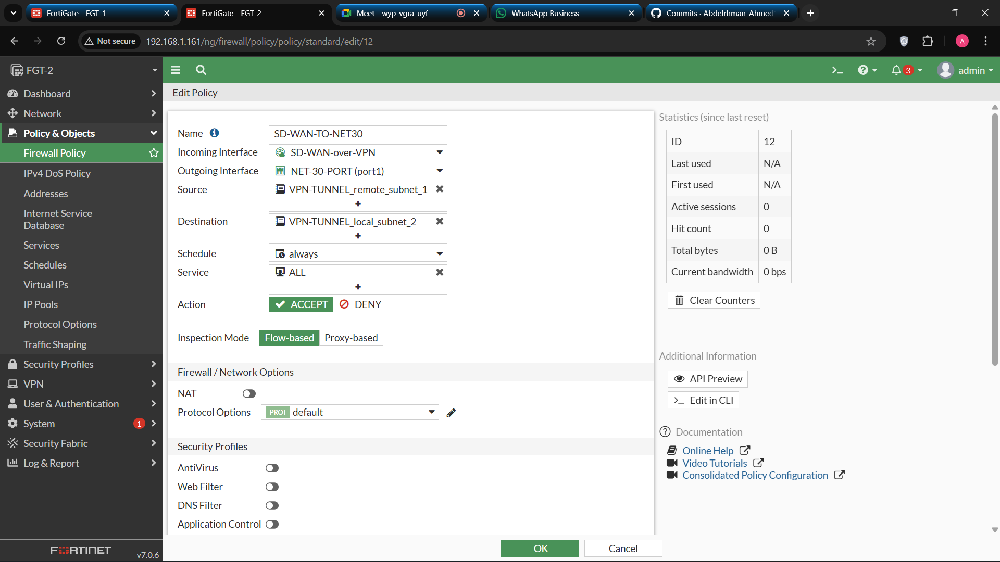 FortiGate - FGT-1
FortiGate - FGT-2
Meet - wyp-vgra-uyf
WhatsApp Business
Commits · Abdelrhman-Ahmed
Not secure
192.168.1.161/ng/firewall/policy/policy/standard/edit/12
A
FGT-2
3
admin
Dashboard
Network
Policy & Objects
Firewall Policy
IPv4 DoS Policy
Addresses
Internet Service
Database
Services
Schedules
Virtual IPs
IP Pools
Protocol Options
Traffic Shaping
Security Profiles
VPN
User & Authentication
System 1
Security Fabric
Log & Report
FORTINET
v7.0.6
Edit Policy
Name SD-WAN-TO-NET30
Incoming Interface SD-WAN-over-VPN
Outgoing Interface NET-30-PORT (port1)
Source VPN-TUNNEL_remote_subnet_1
+
Destination VPN-TUNNEL_local_subnet_2
+
Schedule always
Service ALL
+
Action ACCEPT DENY
Inspection Mode Flow-based Proxy-based
Firewall / Network Options
NAT
Protocol Options PROT default
Security Profiles
AntiVirus
Web Filter
DNS Filter
Application Control
Statistics (since last reset)
ID 12
Last used N/A
First used N/A
Active sessions 0
Hit count 0
Total bytes 0 B
Current bandwidth 0 bps
Clear Counters
Additional Information
API Preview
>_ Edit in CLI
Documentation
Online Help
Video Tutorials
Consolidated Policy Configuration
OK
Cancel